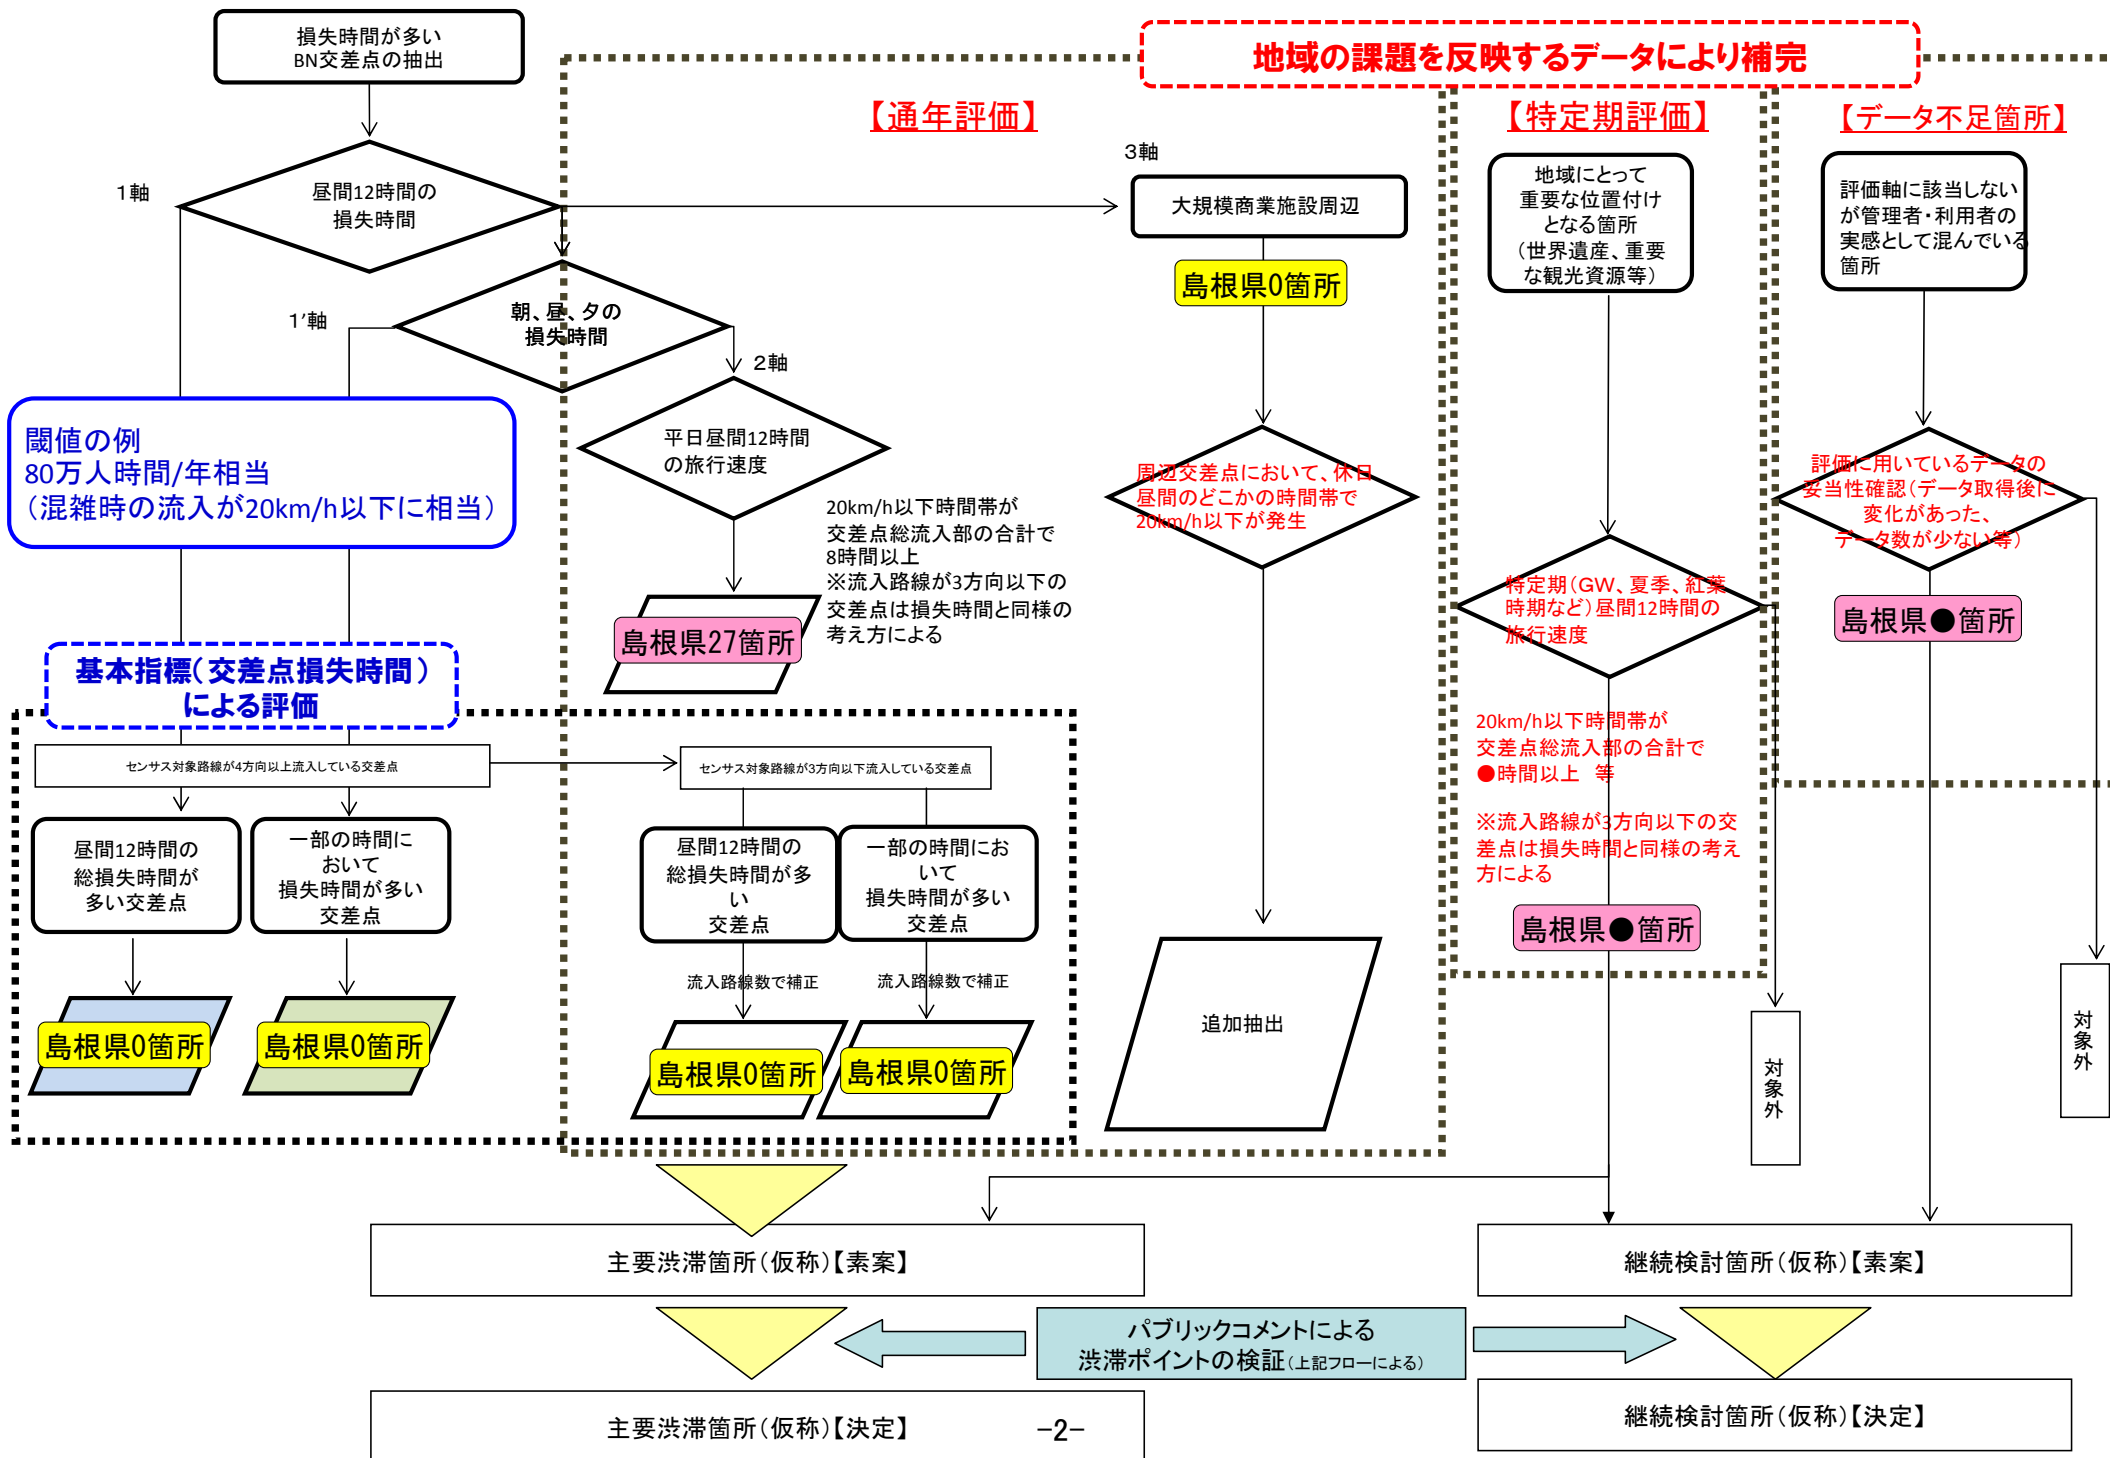 損失時間が多い
BN交差点の抽出
地域の課題を反映するデータにより補完
【通年評価】
【特定期評価】
【データ不足箇所】
1軸
昼間12時間の
損失時間
3軸
大規模商業施設周辺
島根県0箇所
地域にとって
重要な位置付け
となる箇所
(世界遺産、重要
な観光資源等)
評価軸に該当しない
が管理者・利用者の
実感として混んでいる
箇所
1’軸
朝、昼、夕の
損失時間
2軸
平日昼間12時間
の旅行速度
閾値の例
80万人時間/年相当
(混雑時の流入が20km/h以下に相当)
20km/h以下時間帯が
交差点総流入部の合計で
8時間以上
※流入路線が3方向以下の
交差点は損失時間と同様の
考え方による
島根県27箇所
周辺交差点において、休日
昼間のどこかの時間帯で
20km/h以下が発生
評価に用いているデータの
妥当性確認(データ取得後に
変化があった、
データ数が少ない等)
特定期(GW、夏季、紅葉
時期など)昼間12時間の
旅行速度
島根県●箇所
基本指標(交差点損失時間)
による評価
20km/h以下時間帯が
交差点総流入部の合計で
●時間以上 等
※流入路線が3方向以下の交
差点は損失時間と同様の考え
方による
島根県●箇所
センサス対象路線が4方向以上流入している交差点
センサス対象路線が3方向以下流入している交差点
昼間12時間の
総損失時間が
多い交差点
一部の時間に
おいて
損失時間が多い
交差点
昼間12時間の
総損失時間が多
い
交差点
一部の時間にお
いて
損失時間が多い
交差点
流入路線数で補正
流入路線数で補正
島根県0箇所
島根県0箇所
島根県0箇所
島根県0箇所
追加抽出
対象外
対象外
主要渋滞箇所(仮称)【素案】
継続検討箇所(仮称)【素案】
パブリックコメントによる
渋滞ポイントの検証(上記フローによる)
主要渋滞箇所(仮称)【決定】
継続検討箇所(仮称)【決定】
-2-